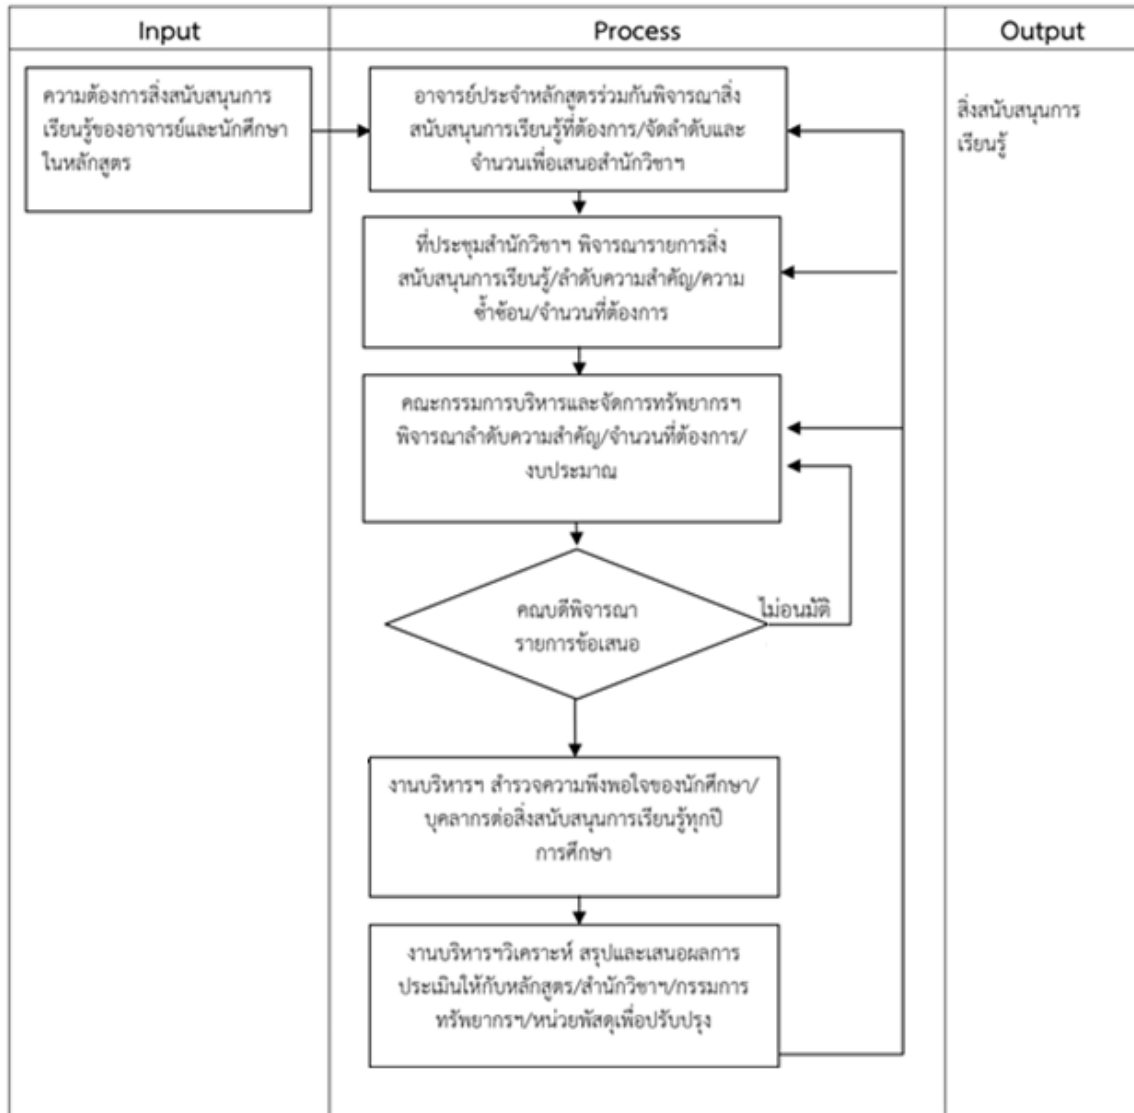 Input
Process
Output
ความต้องการสิ่งสนับสนุนการ
เรียนรู้ของอาจารย์และนักศึกษา
ในหลักสูตร
อาจารย์ประจำหลักสูตรร่วมกันพิจารณาสิ่ง
สนับสนุนการเรียนรู้ที่ต้องการ/จัดลำดับและ
จำนวนเพื่อเสนอสำนักวิชาฯ
สิ่งสนับสนุนการ
เรียนรู้
ที่ประชุมสำนักวิชาฯ พิจารณารายการสิ่ง
สนับสนุนการเรียนรู้/ลำดับความสำคัญ/ความ
ซ้ำซ้อน/จำนวนที่ต้องการ
คณะกรรมการบริหารและจัดการทรัพยากรฯ
พิจารณาลำดับความสำคัญ/จำนวนที่ต้องการ/
งบประมาณ
คณบดีพิจารณา
รายการข้อเสนอ
ไม่อนุมัติ
งานบริหารฯ สำรวจความพึงพอใจของนักศึกษา/
บุคลากรต่อสิ่งสนับสนุนการเรียนรู้ทุกปี
การศึกษา
งานบริหารฯวิเคราะห์ สรุปและเสนอผลการ
ประเมินให้กับหลักสูตร/สำนักวิชาฯ/กรรมการ
ทรัพยากรฯ/หน่วยพัสดุเพื่อปรับปรุง